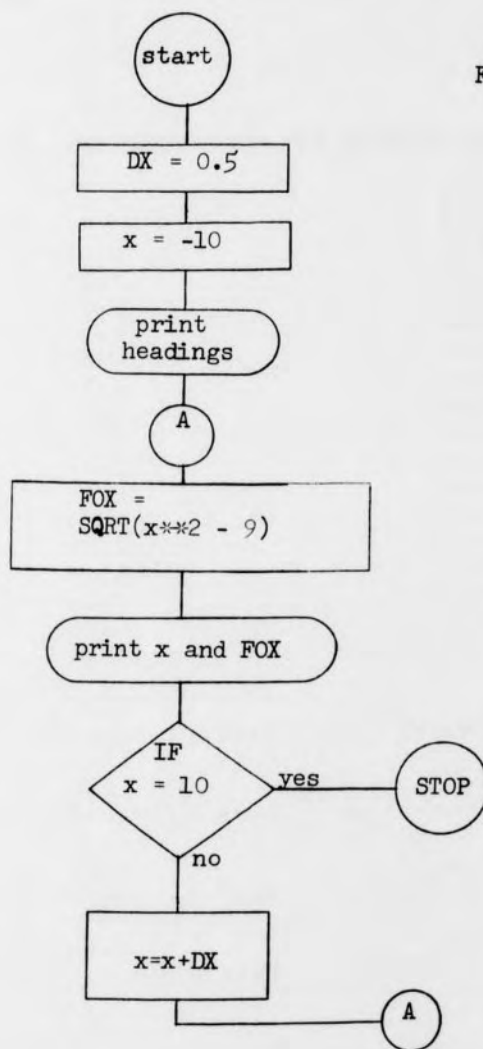 start
F
DX = 0.5
x = -10
print
headings
A
FOX =
SQRT(x**2 - 9)
print x and FOX
IF
x = 10
yes
STOP
no
x=x+DX
A